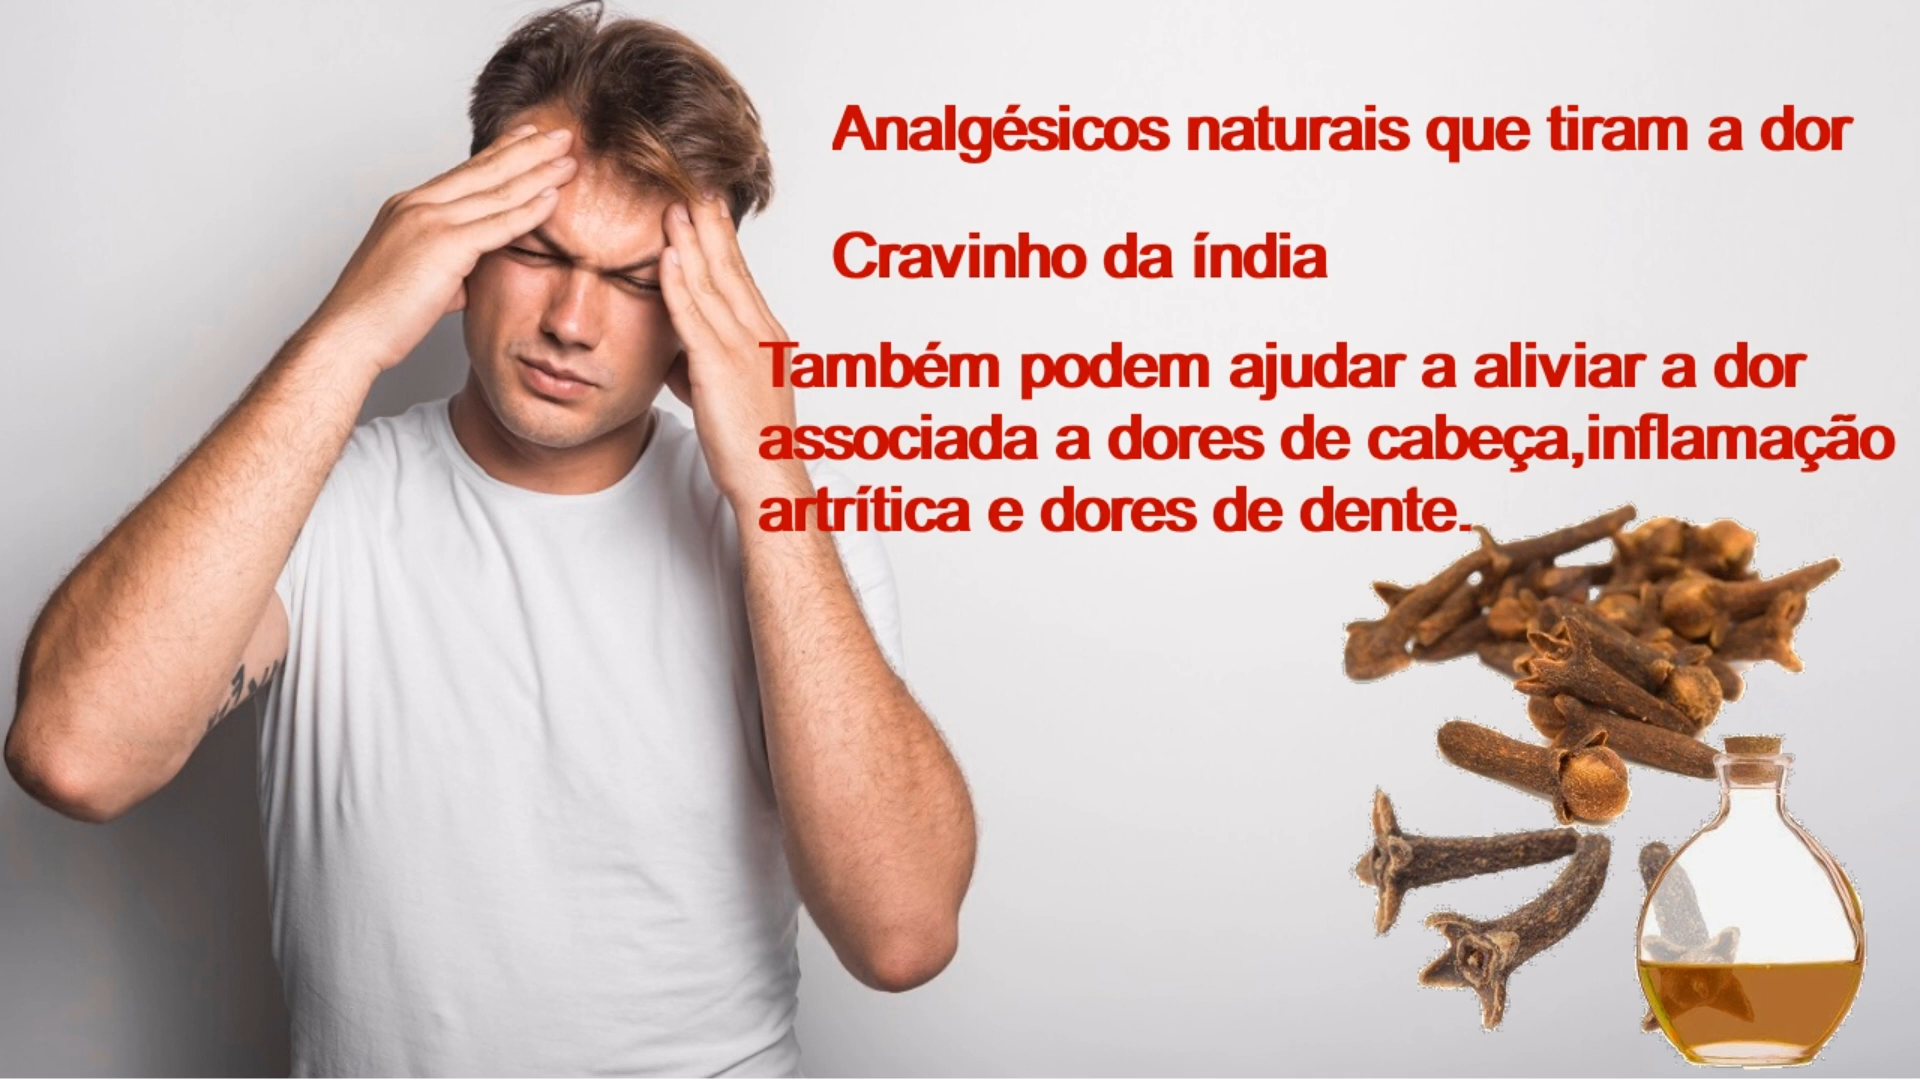 Analgésicos naturais que tiram a dor
Cravinho da índia
Também podem ajudar a aliviar a dor
associada a dores de cabeça,inflamação
artrítica e dores de dente.